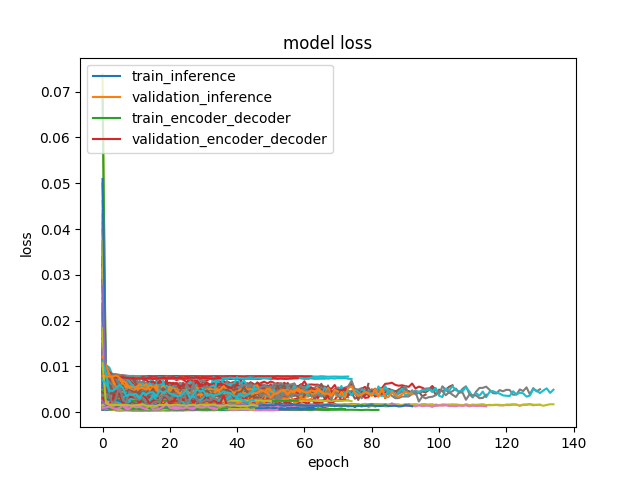 model loss
train_inference
validation_inference
train_encoder_decoder
validation_encoder_decoder
loss
0.07
0.06
0.05
0.04
0.03
0.02
0.01
0.00
0 20 40 60 80 100 120 140
epoch